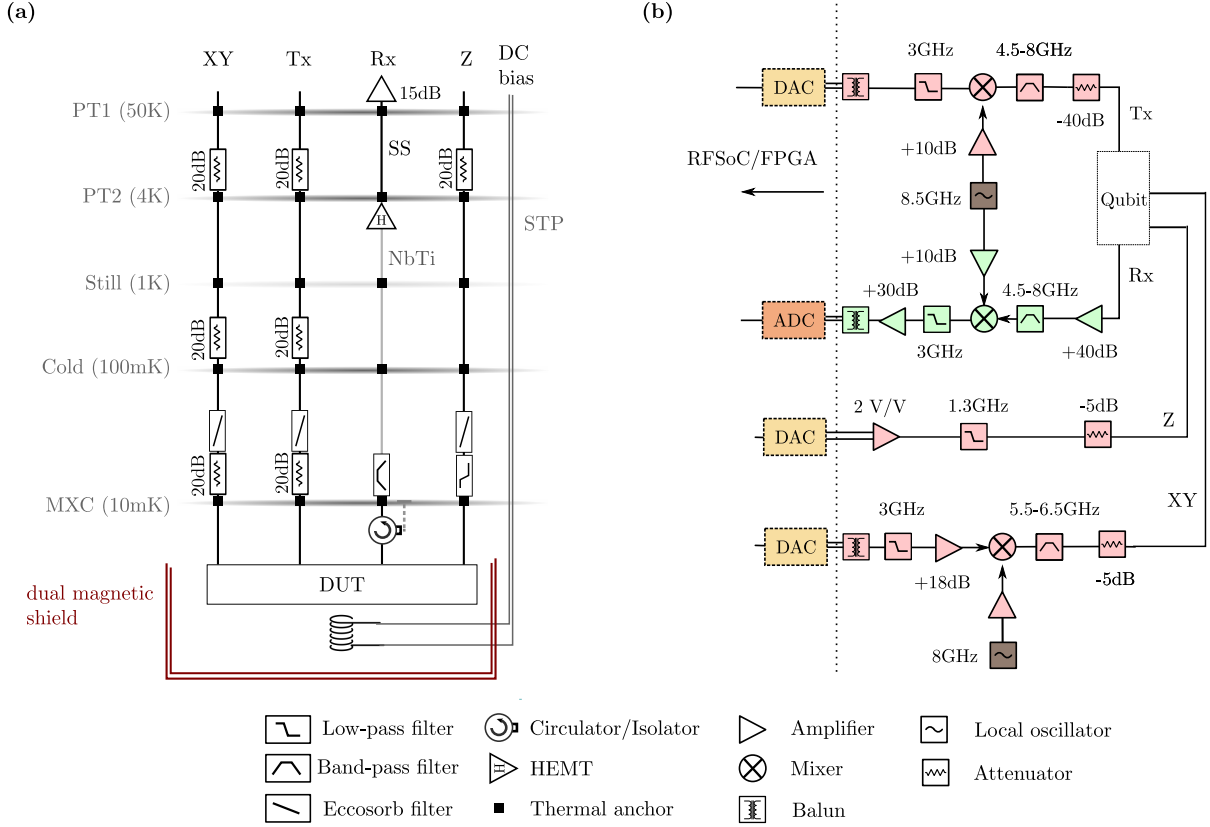 (a)
XY
Tx
Rx
Z
DC
bias
15dB
PT1 (50K)
SS
20dB
20dB
20dB
PT2 (4K)
H
STP
NbTi
Still (1K)
20dB
20dB
Cold (100mK)
20dB
20dB
MXC (10mK)
DUT
dual magnetic
shield
(b)
3GHz
4.5-8GHz
DAC
-40dB
Tx
+10dB
RFSoC/FPGA
8.5GHz
Qubit
+10dB
Rx
+30dB
4.5-8GHz
ADC
3GHz
+40dB
2 V/V
1.3GHz
-5dB
DAC
Z
XY
3GHz
5.5-6.5GHz
DAC
+18dB
-5dB
8GHz
Low-pass filter
Circulator/Isolator
Amplifier
Local oscillator
Band-pass filter
H
HEMT
Mixer
Attenuator
Eccosorb filter
Thermal anchor
Balun